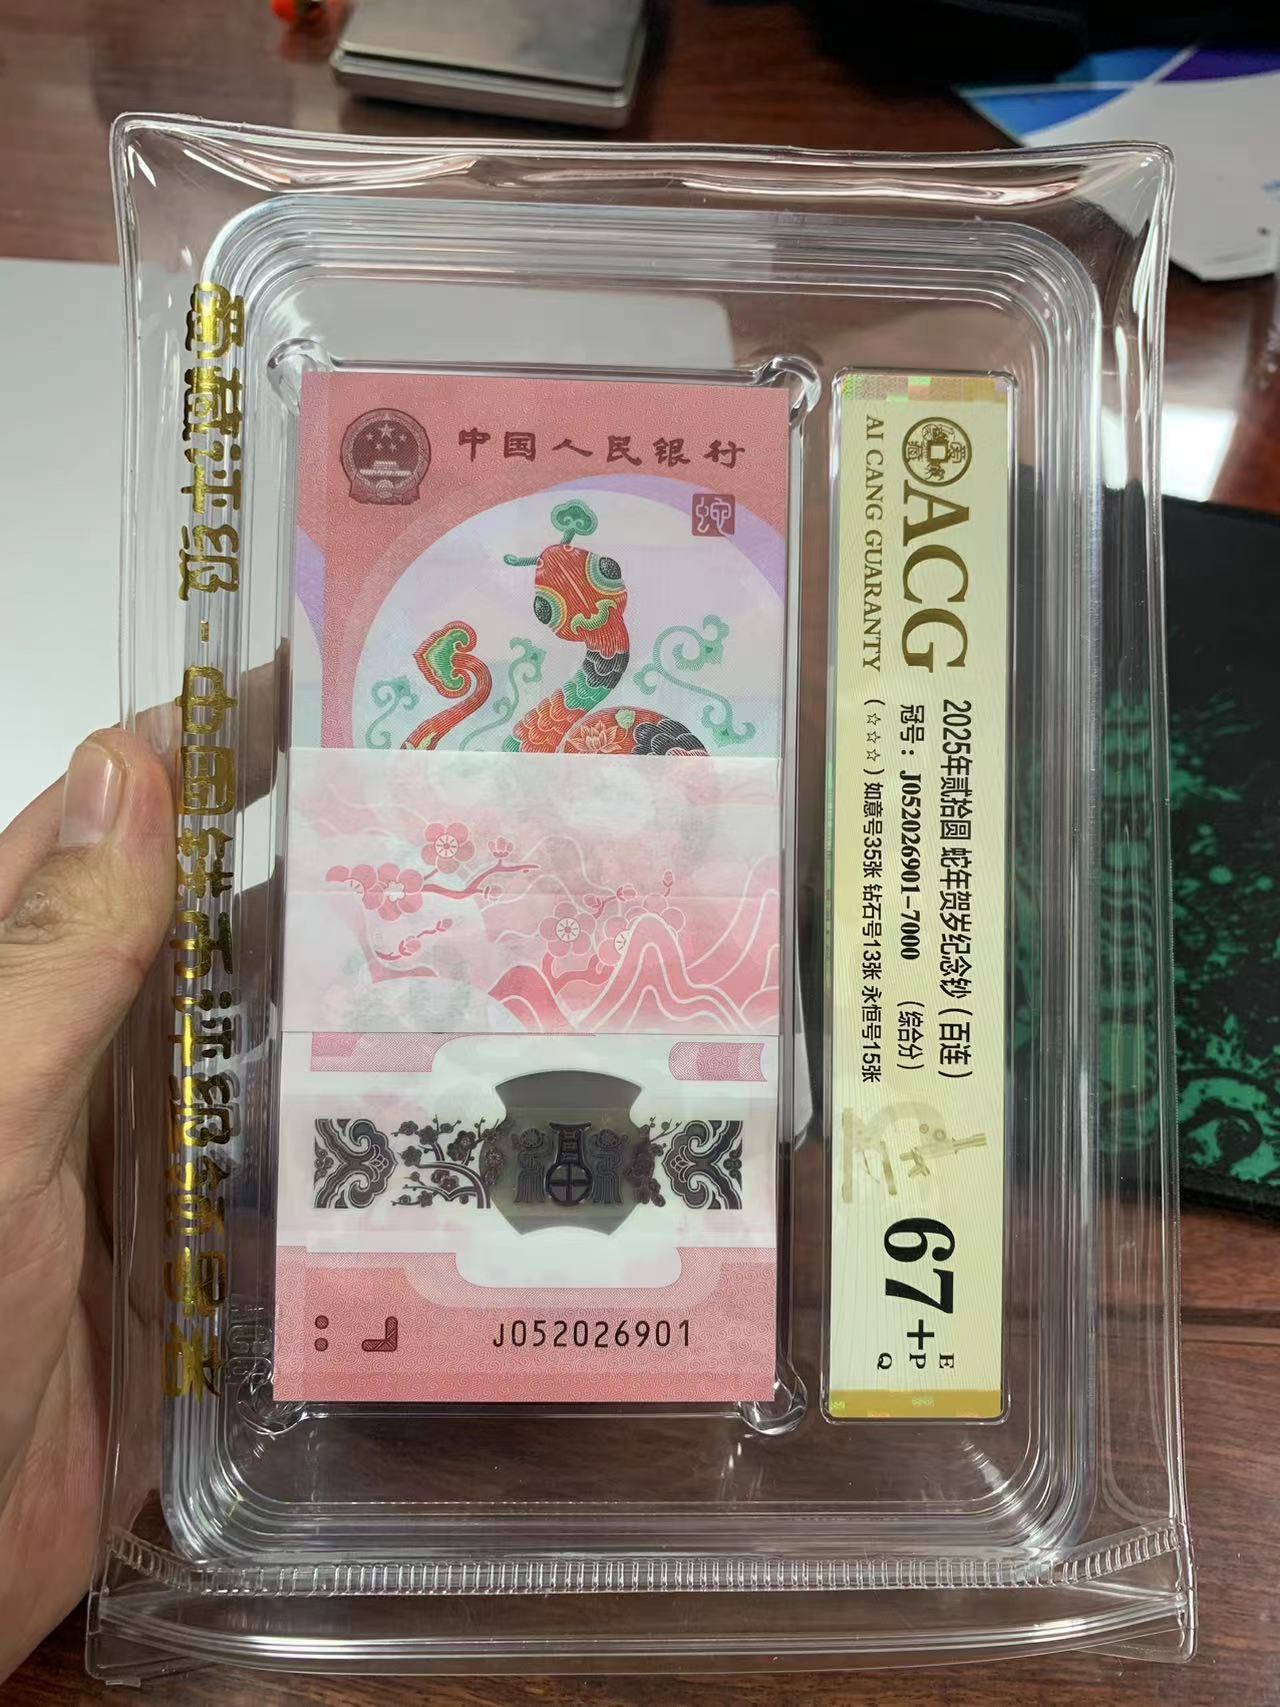 爱藏评级-中国钱币评级领导者
中国人民银行
蛇
J052026901
ACG
AI CANG GUARANTY
2025年贰拾圆 蛇年贺岁纪念钞（百连）
冠号：J052026901-7000 （综合分）
（☆☆☆）如意号35张 钻石号13张 永恒号15张
67+
E
P
Q